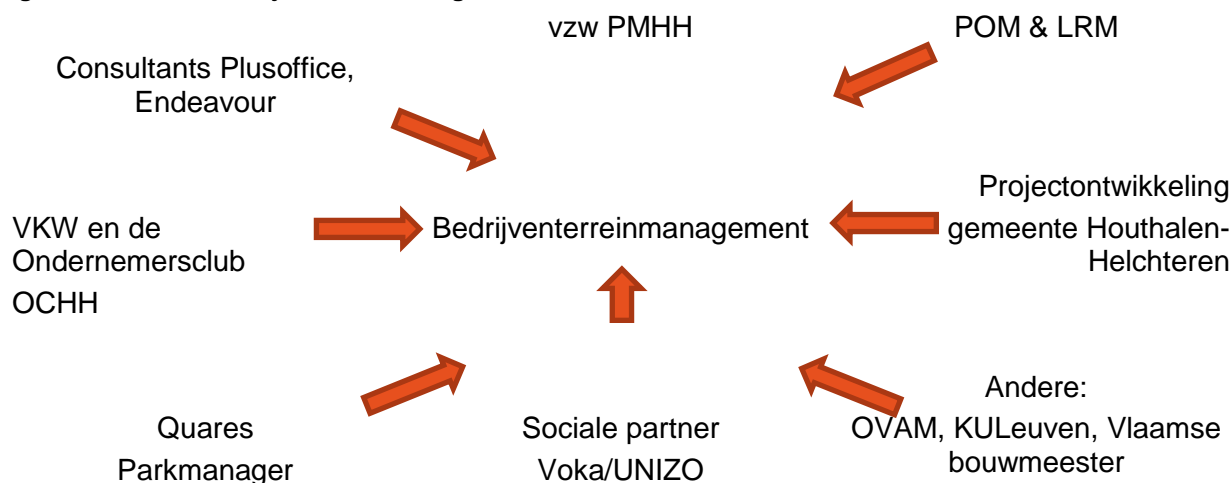 vzw PMHH
POM & LRM
Consultants Plusoffice,
Endeavour
Projectontwikkeling
VKW en de
Ondernemersclub
OCHH
Bedrijventerreinmanagement
gemeente Houthalen-
Helchteren
Andere:
OVAM, KULeuven, Vlaamse
bouwmeester
Quares
Parkmanager
Sociale partner
Voka/UNIZO